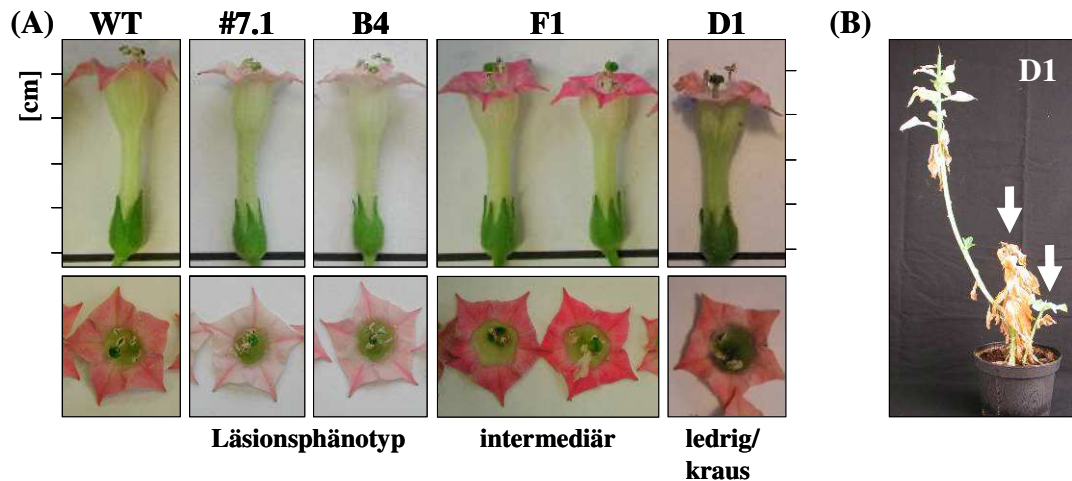 (A) WT #7.1 B4 F1 D1 (B)
[cm]
D1
Läsionsphänotyp intermediär ledrig/
kraus